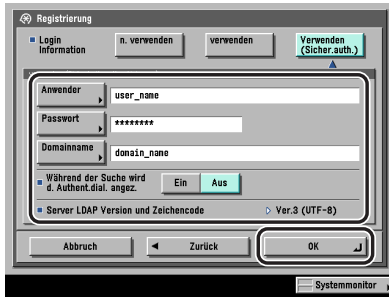 Registrierung
Login Information
n. verwenden
verwenden
Verwenden (Sicher.auth.)
Anwender
user_name
Passwort
********
Domainname
domain_name
Während der Suche wird d. Authent.dial. angez.
Ein
Aus
Server LDAP Version und Zeichencode
Ver.3 (UTF-8)
Abbruch
Zurück
OK
Systemmonitor